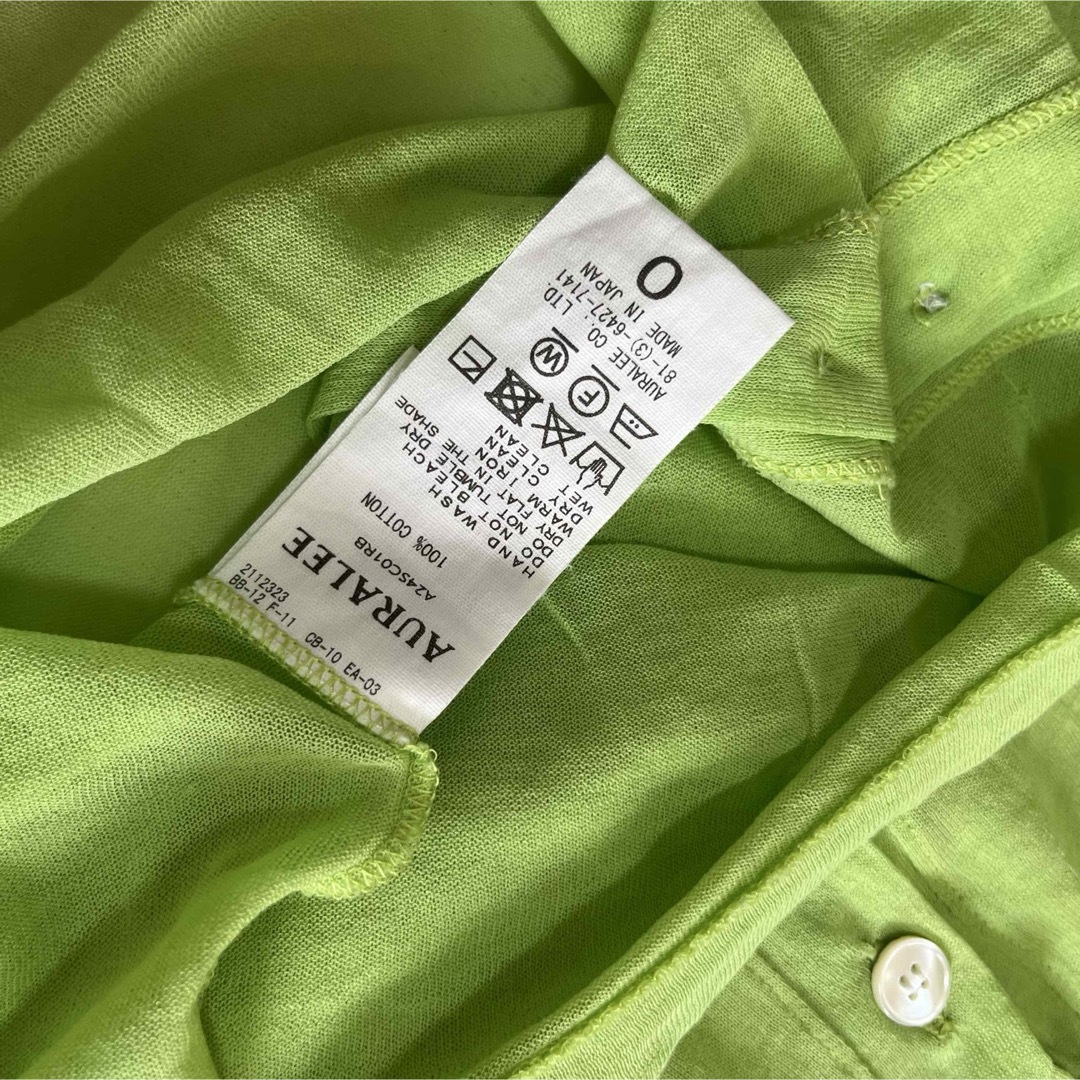 2112323
BB-12 F-11 CB-10 EA-03
AURALEE
A24SC01RB
100% COTTON
HAND WASH
DO NOT BLEACH
DO NOT TUMBLE DRY
DRY FLAT IN THE SHADE
WARM IRON
DRY CLEAN
WET CLEAN
F
W
AURALEE CO., LTD
81-(3)-6427-7141
MADE IN JAPAN
0